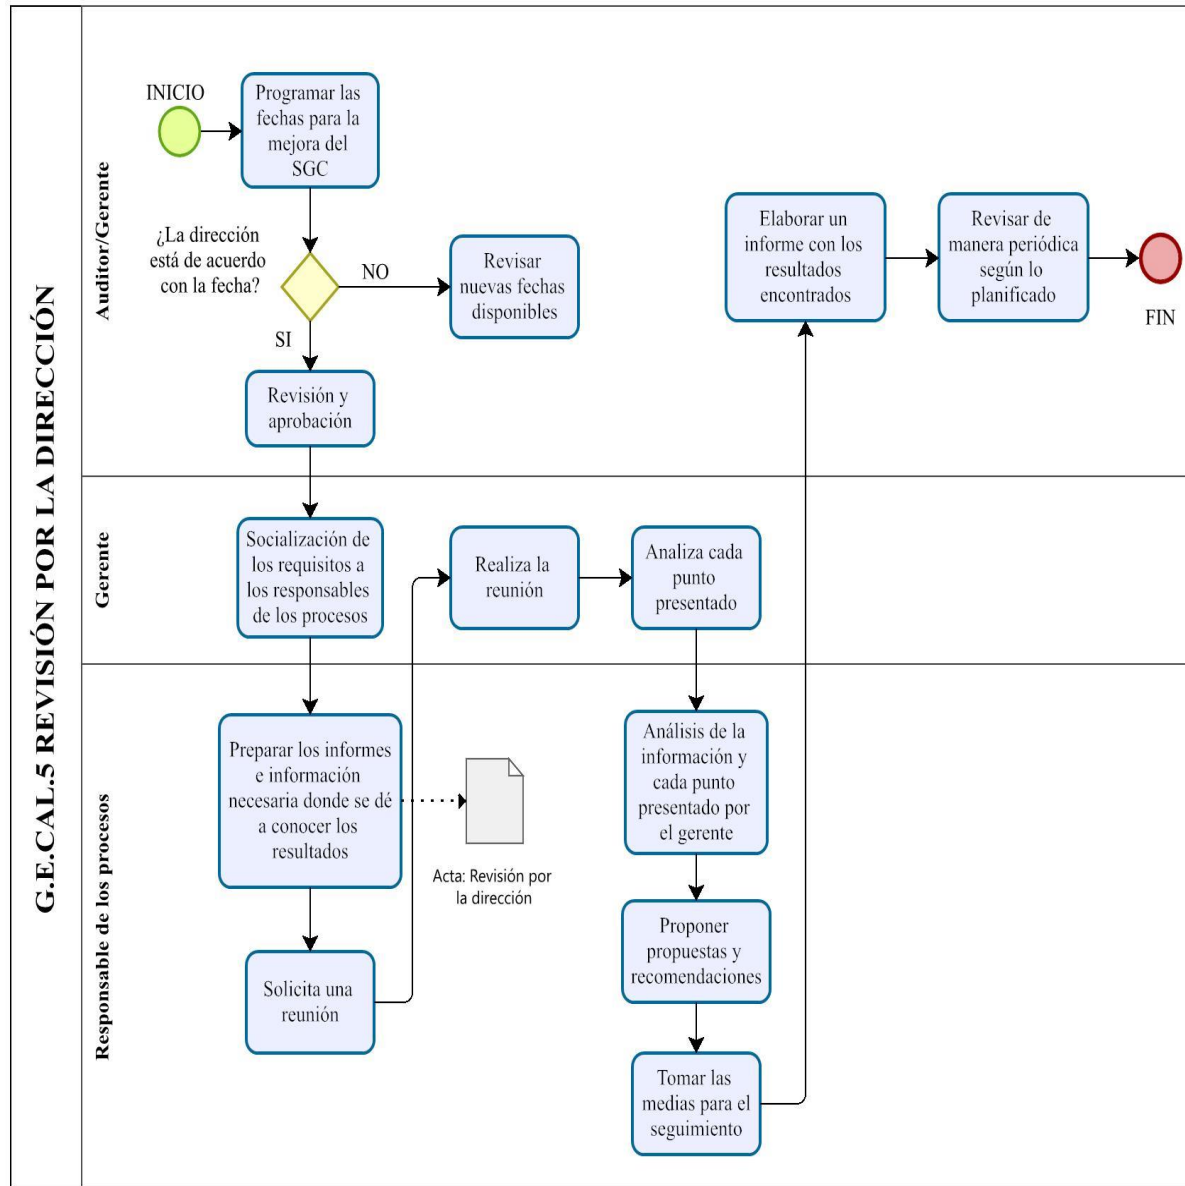 G.E.CAL.5 REVISIÓN POR LA DIRECCIÓN
Auditor/Gerente
INICIO
Programar las
fechas para la
mejora del
SGC
¿La dirección
está de acuerdo
con la fecha?
NO
Revisar
nuevas fechas
disponibles
SI
Revisión y
aprobación
Elaborar un
informe con los
resultados
encontrados
Revisar de
manera periódica
según lo
planificado
FIN
Gerente
Socialización de
los requisitos a
los responsables
de los procesos
Realiza la
reunión
Analiza cada
punto
presentado
Responsable de los procesos
Preparar los informes
e información
necesaria donde se dé
a conocer los
resultados
Acta: Revisión por
la dirección
Solicita una
reunión
Análisis de la
información y
cada punto
presentado por
el gerente
Proponer
propuestas y
recomendaciones
Tomar las
medias para el
seguimiento